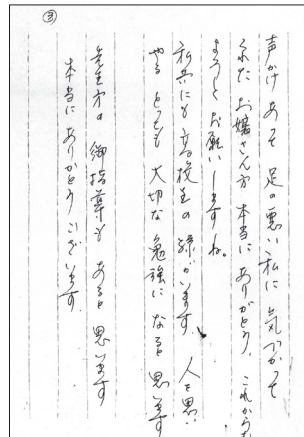 ③
声かけあって 足の悪い私に 気づかって
くれたお嬢さん方 本当に ありがとう。これからも
よろしくお願いしますね。
私共にも 高校生の 孫がいます。人を思い
やる とっても 大切な 勉強に なると思います
先生方の 御指導も あると 思います
本当に ありがとうございます。